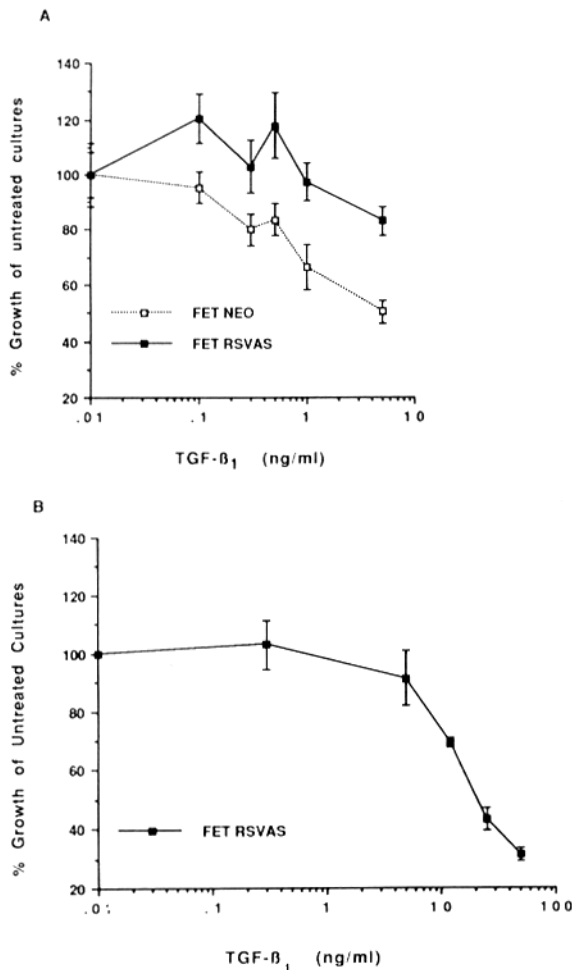 A
140
120
100
80
60
40
20
% Growth of untreated cultures
FET NEO
FET RSVAS
.01 .1 1 10
TGF-ß1 (ng/ml)
B
140
120
100
80
60
40
20
% Growth of Untreated Cultures
FET RSVAS
.01 .1 1 10 100
TGF-ß1 (ng/ml)